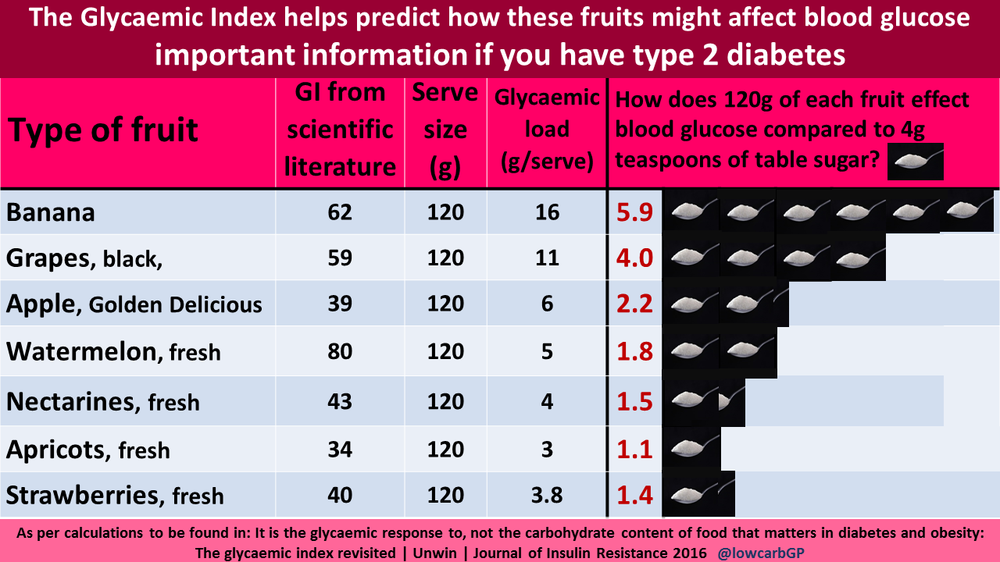 The Glycaemic Index helps predict how these fruits might affect blood glucose
important information if you have type 2 diabetes
Type of fruit
GI from
scientific
literature
Serve
size
(g)
Glycaemic
load
(g/serve)
How does 120g of each fruit effect
blood glucose compared to 4g
teaspoons of table sugar?
Banana 62 120 16 5.9
Grapes, black, 59 120 11 4.0
Apple, Golden Delicious 39 120 6 2.2
Watermelon, fresh 80 120 5 1.8
Nectarines, fresh 43 120 4 1.5
Apricots, fresh 34 120 3 1.1
Strawberries, fresh 40 120 3.8 1.4
As per calculations to be found in: It is the glycaemic response to, not the carbohydrate content of food that matters in diabetes and obesity:
The glycaemic index revisited | Unwin | Journal of Insulin Resistance 2016 @lowcarbGP